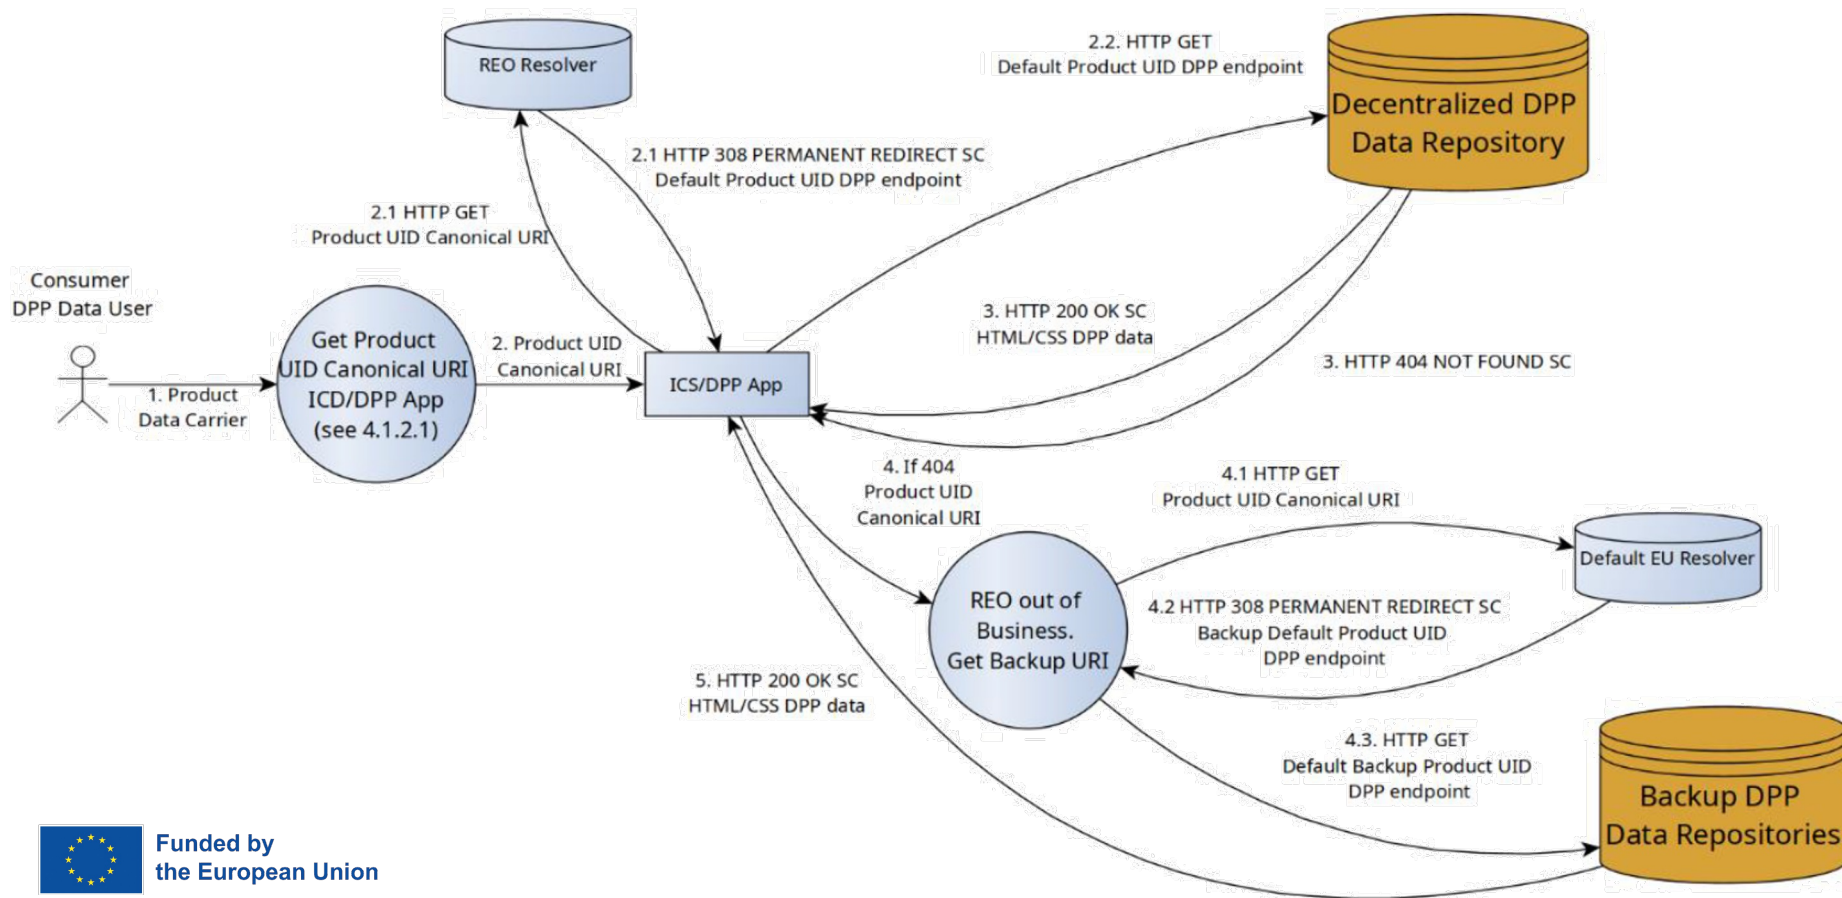 REO Resolver
2.2. HTTP GET
Default Product UID DPP endpoint
Decentralized DPP
Data Repository
2.1 HTTP 308 PERMANENT REDIRECT SC
Default Product UID DPP endpoint
2.1 HTTP GET
Product UID Canonical URI
Consumer
DPP Data User
1. Product
Data Carrier
Get Product
UID Canonical URI
ICD/DPP App
(see 4.1.2.1)
2. Product UID
Canonical URI
ICS/DPP App
3. HTTP 200 OK SC
HTML/CSS DPP data
3. HTTP 404 NOT FOUND SC
4. If 404
Product UID
Canonical URI
4.1 HTTP GET
Product UID Canonical URI
Default EU Resolver
REO out of
Business.
Get Backup URI
4.2 HTTP 308 PERMANENT REDIRECT SC
Backup Default Product UID
DPP endpoint
5. HTTP 200 OK SC
HTML/CSS DPP data
4.3. HTTP GET
Default Backup Product UID
DPP endpoint
Backup DPP
Data Repositories
Funded by
the European Union